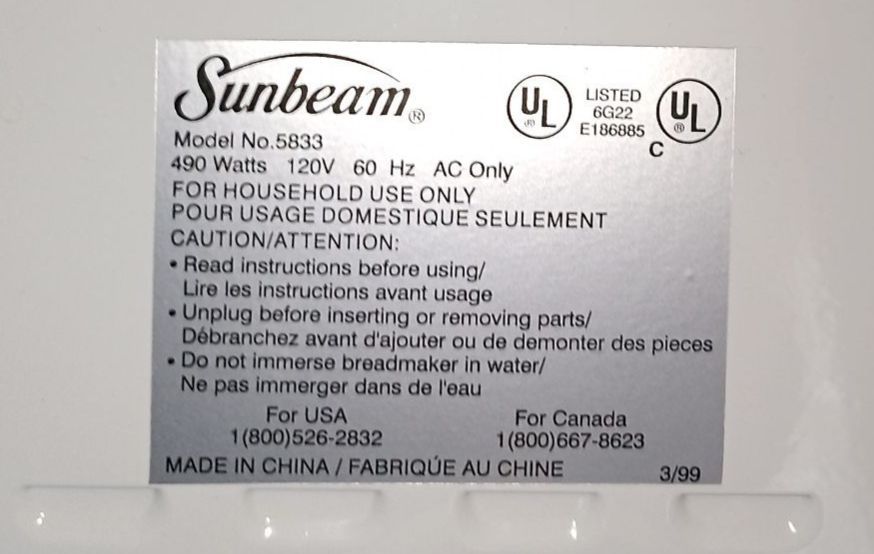 Sunbeam®
UL ® LISTED 6G22 E186885 C UL ®
Model No.5833
490 Watts 120V 60 Hz AC Only
FOR HOUSEHOLD USE ONLY
POUR USAGE DOMESTIQUE SEULEMENT
CAUTION/ATTENTION:
• Read instructions before using/
Lire les instructions avant usage
• Unplug before inserting or removing parts/
Débranchez avant d'ajouter ou de demonter des pieces
• Do not immerse breadmaker in water/
Ne pas immerger dans de l'eau
For USA For Canada
1(800)526-2832 1(800)667-8623
MADE IN CHINA / FABRIQÚE AU CHINE 3/99